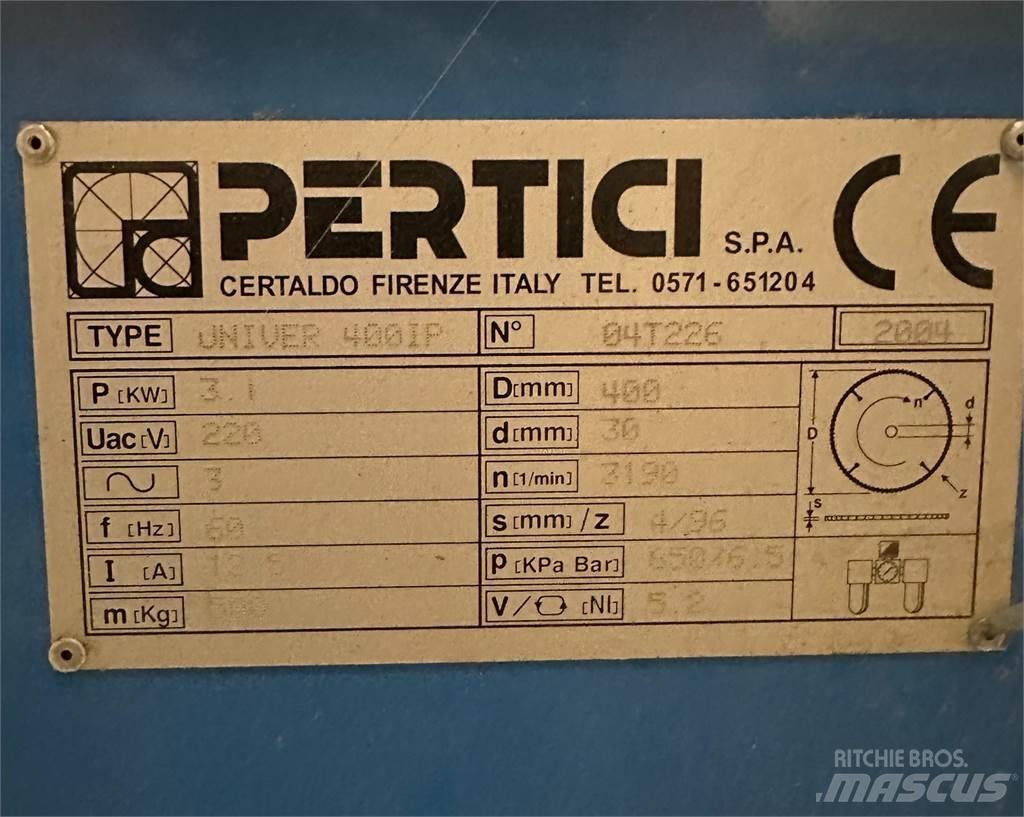 PERTICI S.P.A. CE
CERTALDO FIRENZE ITALY TEL. 0571-651204
TYPE UNIVER 400IP N° 04T226 2004
P [KW] 3.1 D[mm] 400
Uac[V] 220 d[mm] 30
3 n[1/min] 3190
f [Hz] 60 s[mm]/z 4/96
I [A] p[KPa Bar] 650/6.5
m[Kg] V/ [Nl] 5.2
n d
D
z
s
RITCHIE BROS.
MASCUS